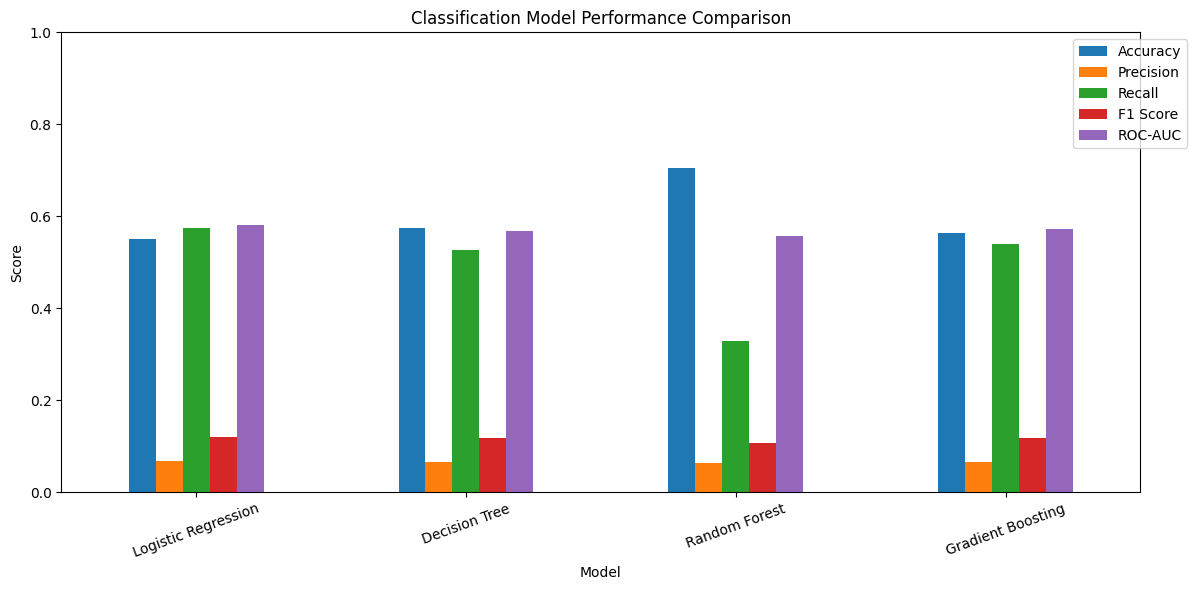 Classification Model Performance Comparison
1.0
0.8
0.6
0.4
0.2
0.0
Score
Accuracy
Precision
Recall
F1 Score
ROC-AUC
Logistic Regression
Decision Tree
Random Forest
Gradient Boosting
Model